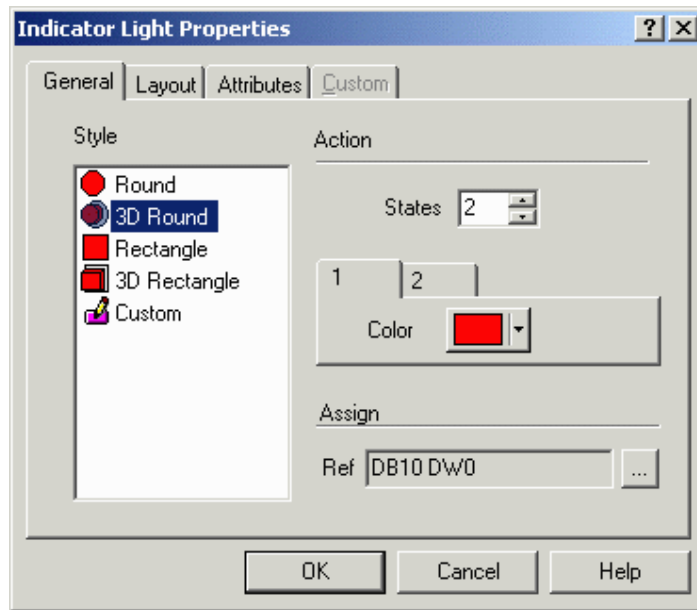 Indicator Light Properties
General Layout Attributes Custom
Style
Round
3D Round
Rectangle
3D Rectangle
Custom
Action
States 2
1 2
Color
Assign
Ref DB10 DW0 ...
OK Cancel Help